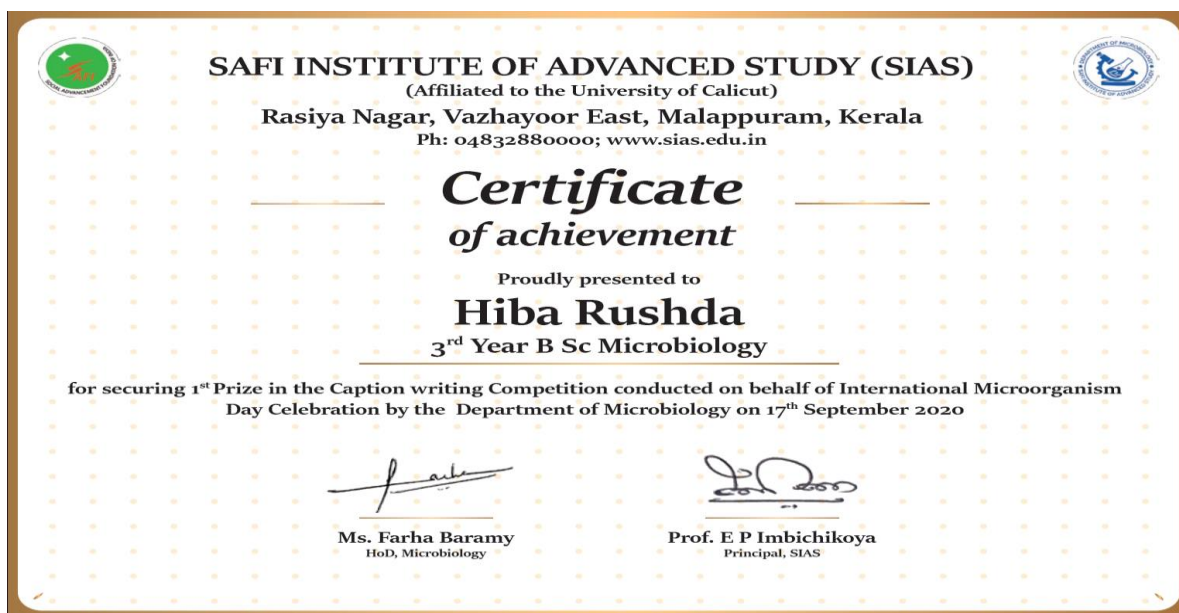 SAFI INSTITUTE OF ADVANCED STUDY (SIAS)
(Affiliated to the University of Calicut)
Rasiya Nagar, Vazhayoor East, Malappuram, Kerala
Ph: 04832880000; www.sias.edu.in
Certificate
of achievement
Proudly presented to
Hiba Rushda
3rd Year B Sc Microbiology
for securing 1st Prize in the Caption writing Competition conducted on behalf of International Microorganism
Day Celebration by the Department of Microbiology on 17th September 2020
Ms. Farha Baramy
HoD, Microbiology
Prof. E P Imbichikoya
Principal, SIAS